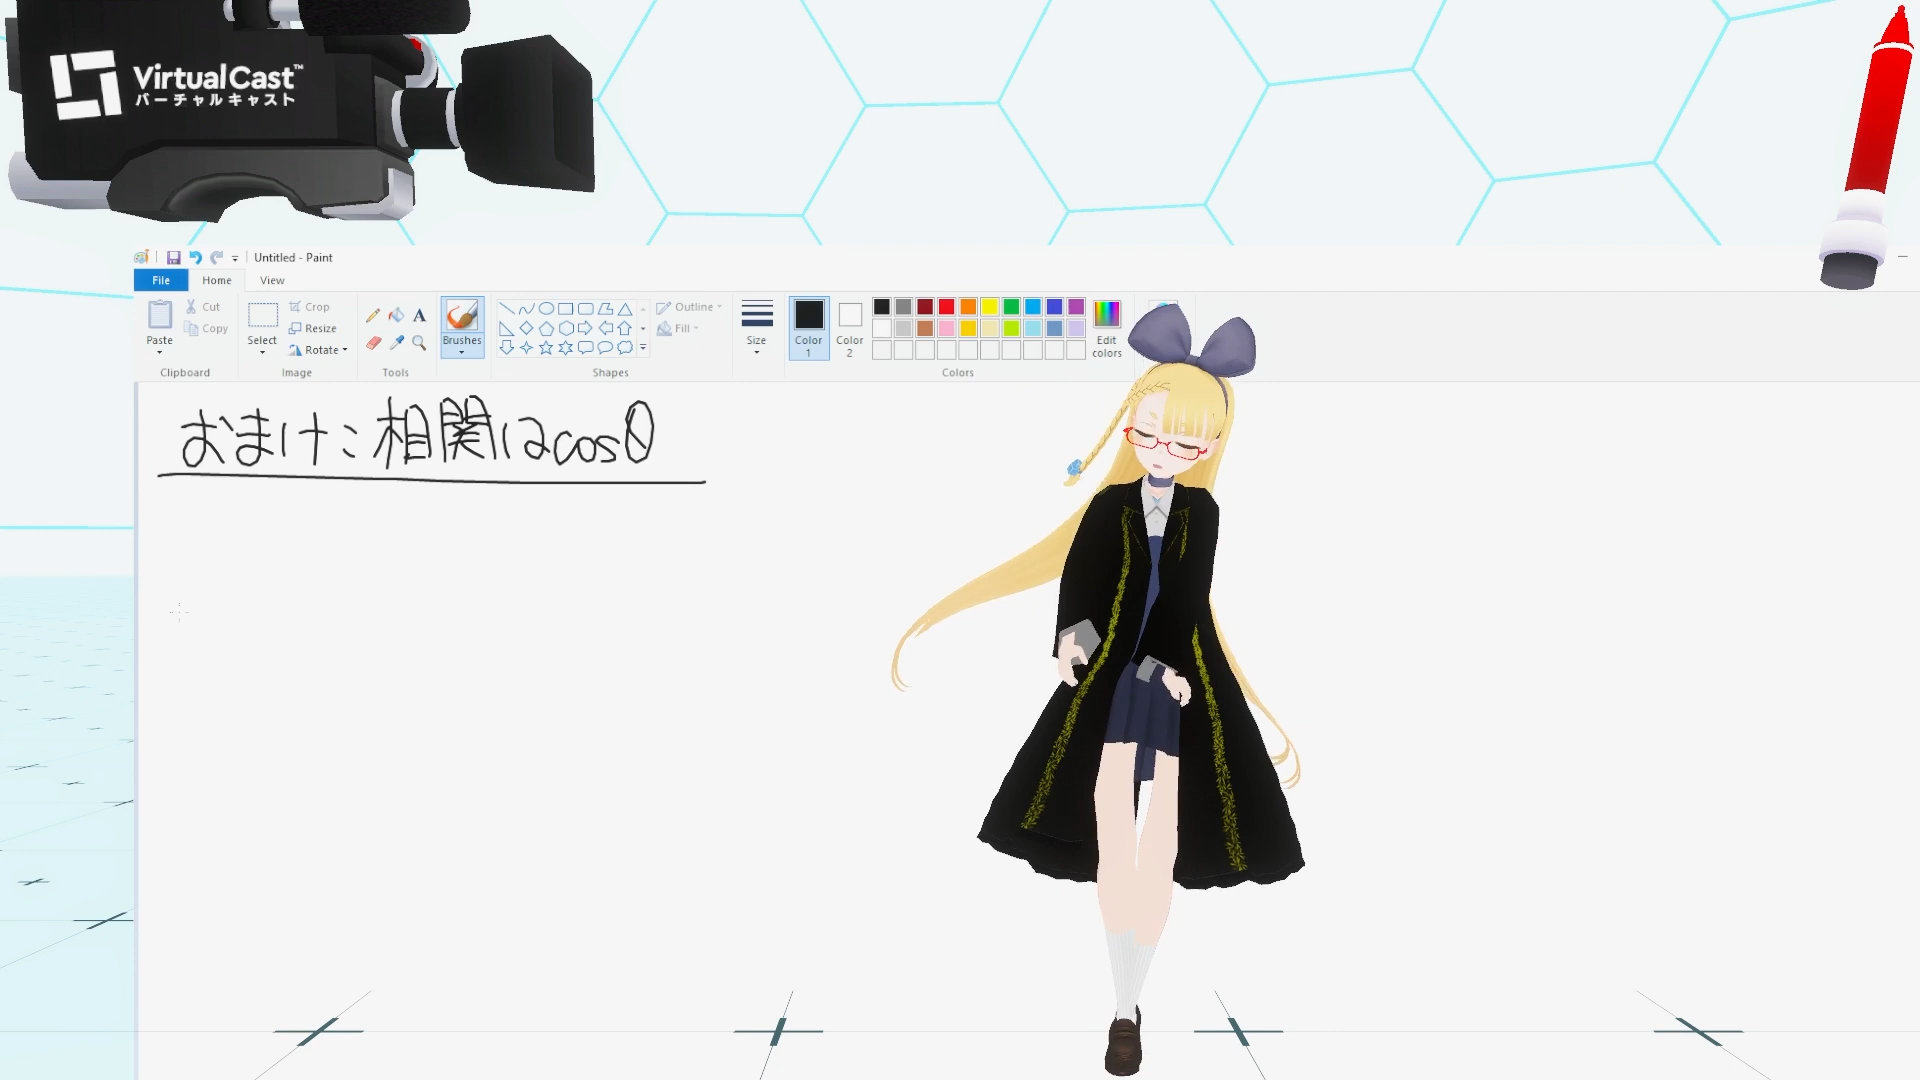 VirtualCast™
バーチャルキャスト
Untitled - Paint
File Home View
Paste Cut Copy Clipboard
Select Crop Resize Rotate Image
A Tools
Brushes
Outline Fill Shapes
Size
Color 1 Color 2 Edit colors Colors
おまけ: 相関はcosθ